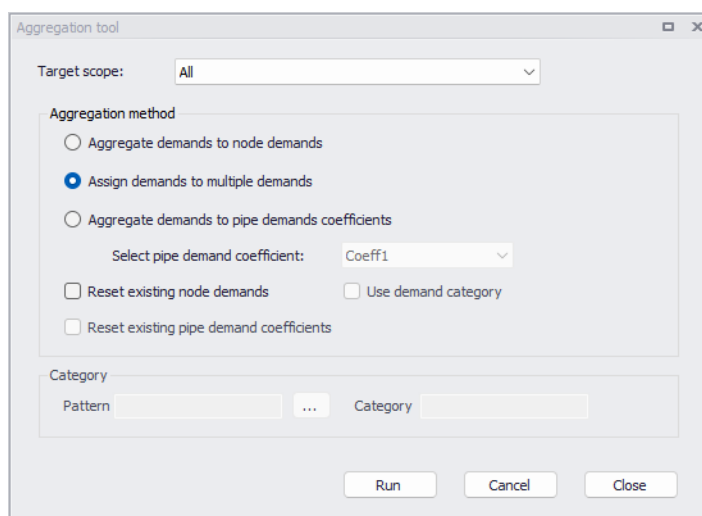 Aggregation tool
Target scope: All
Aggregation method
Aggregate demands to node demands
Assign demands to multiple demands
Aggregate demands to pipe demands coefficients
Select pipe demand coefficient: Coeff1
Reset existing node demands Use demand category
Reset existing pipe demand coefficients
Category
Pattern ... Category
Run Cancel Close